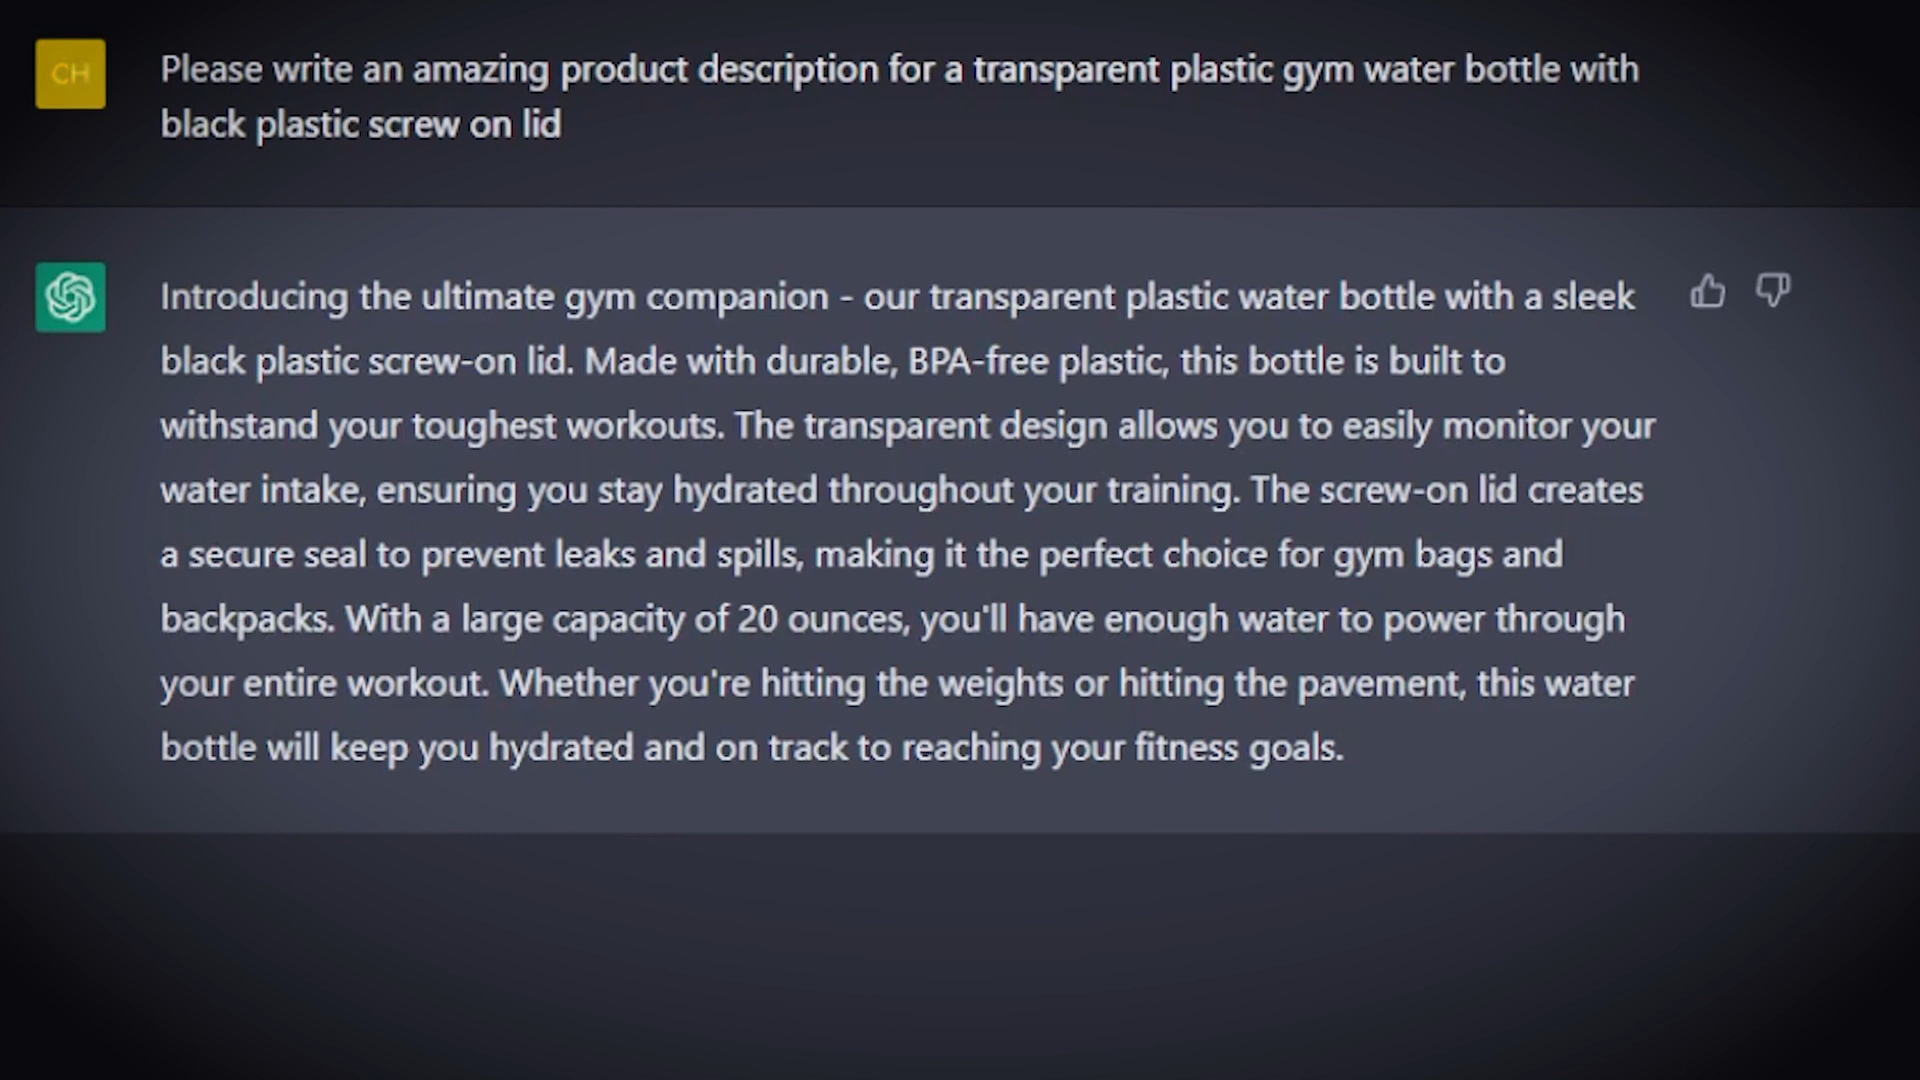 CH
Please write an amazing product description for a transparent plastic gym water bottle with
black plastic screw on lid
Introducing the ultimate gym companion - our transparent plastic water bottle with a sleek
black plastic screw-on lid. Made with durable, BPA-free plastic, this bottle is built to
withstand your toughest workouts. The transparent design allows you to easily monitor your
water intake, ensuring you stay hydrated throughout your training. The screw-on lid creates
a secure seal to prevent leaks and spills, making it the perfect choice for gym bags and
backpacks. With a large capacity of 20 ounces, you'll have enough water to power through
your entire workout. Whether you're hitting the weights or hitting the pavement, this water
bottle will keep you hydrated and on track to reaching your fitness goals.